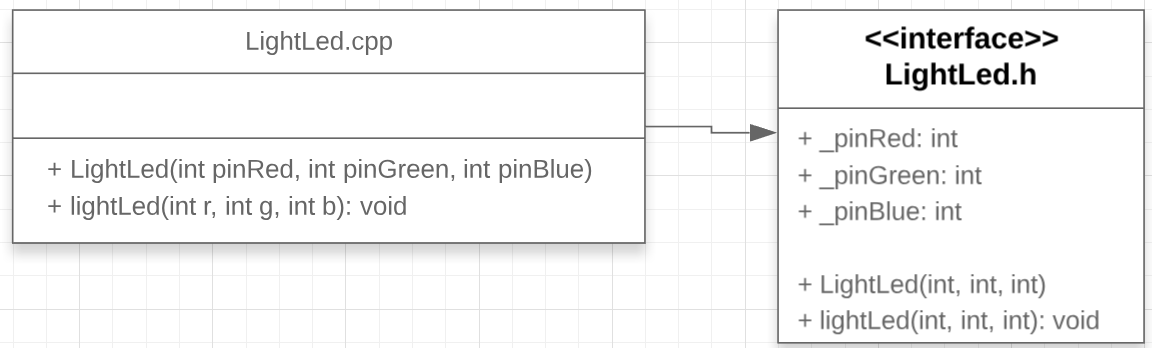 LightLed.cpp
+ LightLed(int pinRed, int pinGreen, int pinBlue)
+ lightLed(int r, int g, int b): void
<<interface>>
LightLed.h
+ _pinRed: int
+ _pinGreen: int
+ _pinBlue: int
+ LightLed(int, int, int)
+ lightLed(int, int, int): void